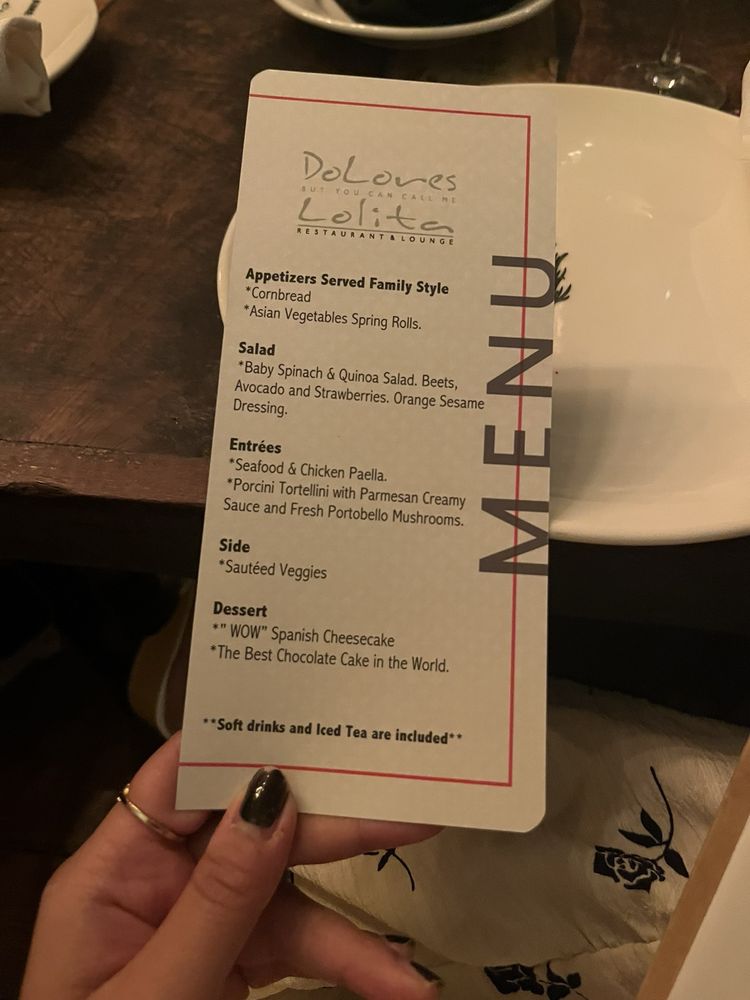 DoLores
BUT YOU CAN CALL ME
Lolita
RESTAURANT & LOUNGE
MENU
Appetizers Served Family Style
*Cornbread
*Asian Vegetables Spring Rolls.
Salad
*Baby Spinach & Quinoa Salad. Beets,
Avocado and Strawberries. Orange Sesame
Dressing.
Entrées
*Seafood & Chicken Paella.
*Porcini Tortellini with Parmesan Creamy
Sauce and Fresh Portobello Mushrooms.
Side
*Sautéed Veggies
Dessert
*" WOW" Spanish Cheesecake
*The Best Chocolate Cake in the World.
**Soft drinks and Iced Tea are included**